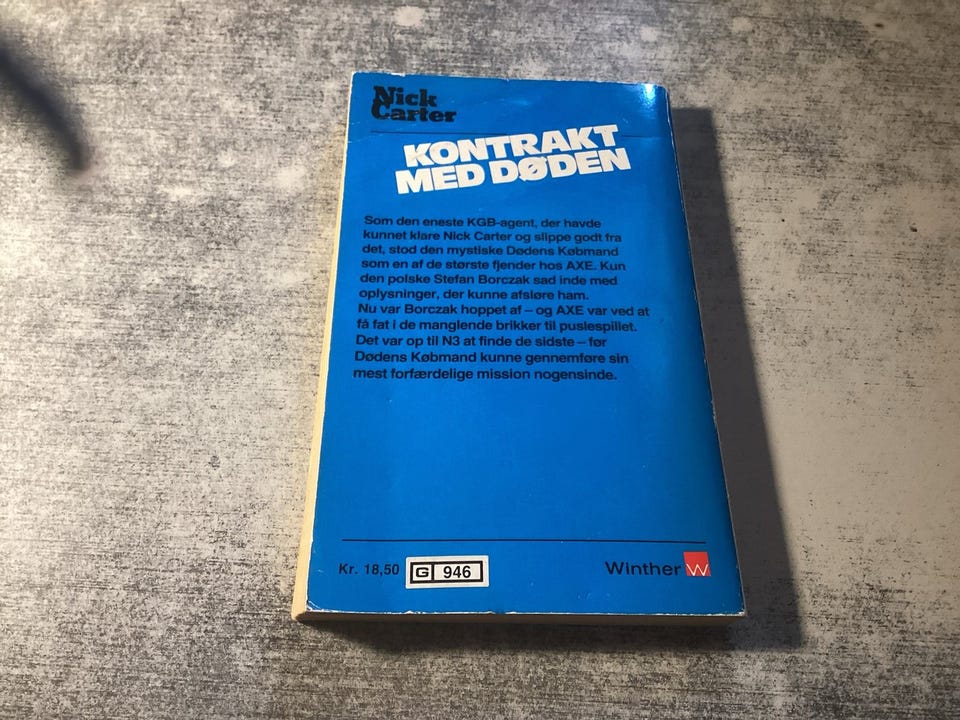 Nick
Carter
KONTRAKT
MED DØDEN
Som den eneste KGB-agent, der havde
kunnet klare Nick Carter og slippe godt fra
det, stod den mystiske Dødens Købmand
som en af de største fjender hos AXE. Kun
den polske Stefan Borczak sad inde med
oplysninger, der kunne afsløre ham.
Nu var Borczak hoppet af – og AXE var ved at
få fat i de manglende brikker til puslespillet.
Det var op til N3 at finde de sidste – før
Dødens Købmand kunne gennemføre sin
mest forfærdelige mission nogensinde.
Kr. 18,50 G 946 Winther W